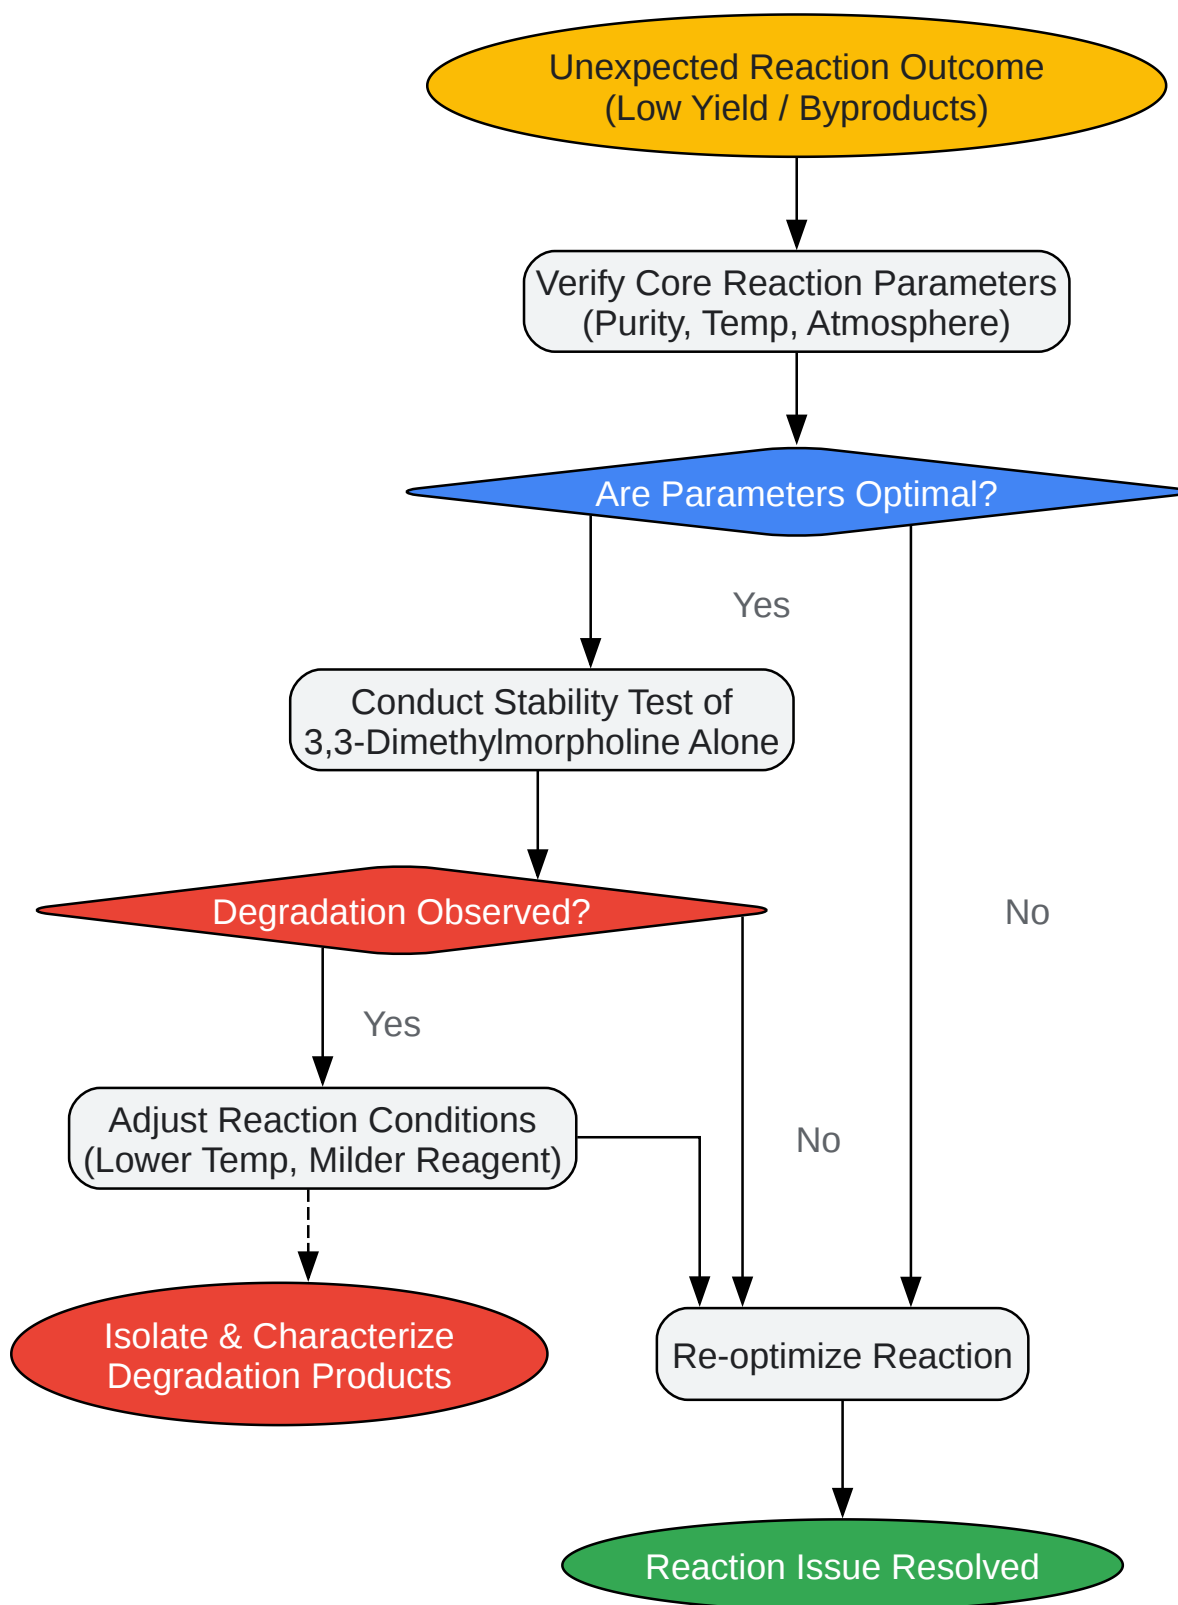 Unexpected Reaction Outcome
(Low Yield / Byproducts)
Verify Core Reaction Parameters
(Purity, Temp, Atmosphere)
Are Parameters Optimal?
Yes
Conduct Stability Test of
3,3-Dimethylmorpholine Alone
Degradation Observed?
No
Yes
Adjust Reaction Conditions
(Lower Temp, Milder Reagent)
No
Isolate & Characterize
Degradation Products
Re-optimize Reaction
Reaction Issue Resolved